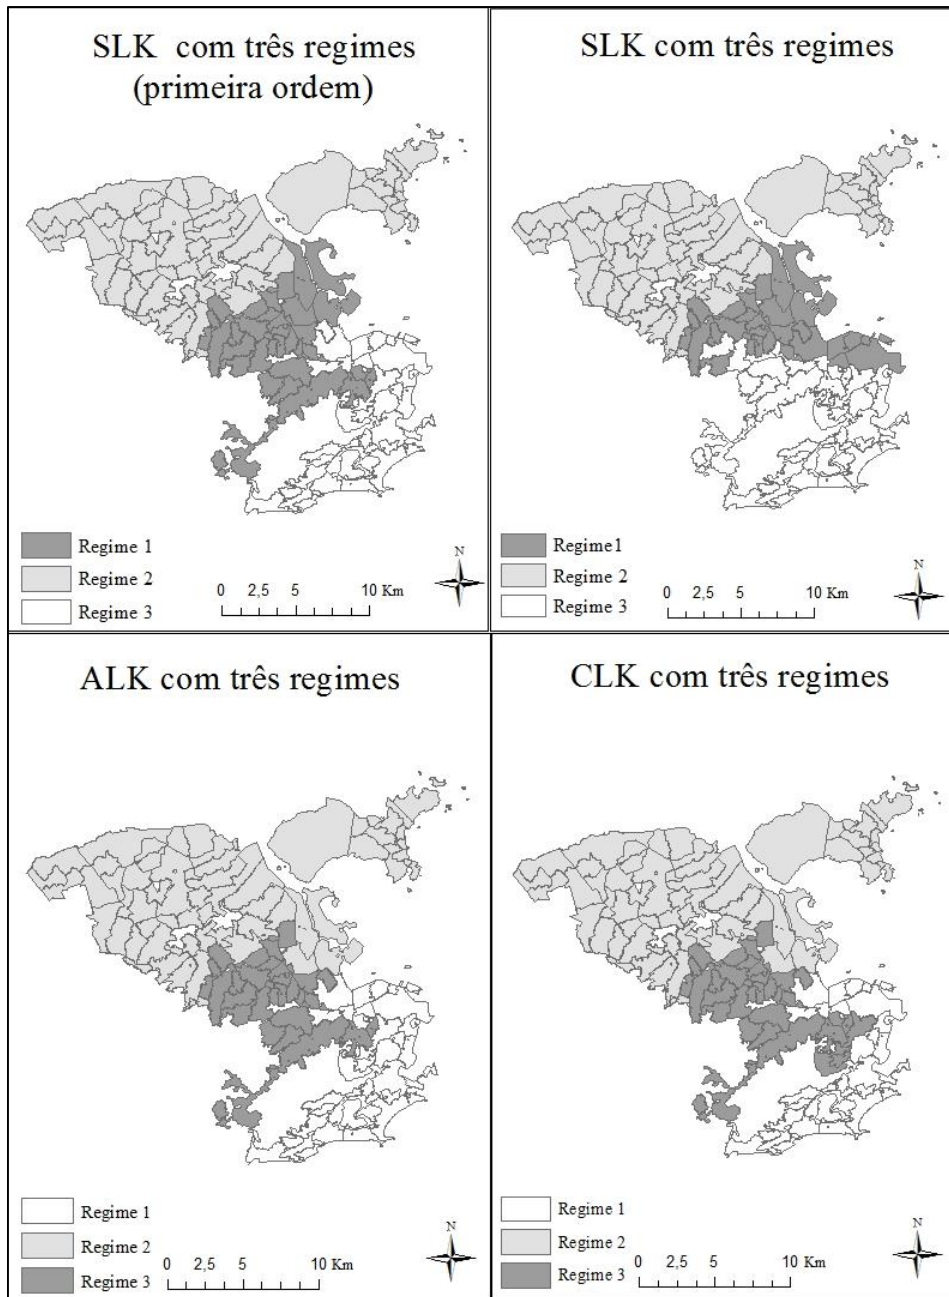 SLK com três regimes
(primeira ordem)
Regime 1
Regime 2
Regime 3
0 2,5 5 10 Km
N
SLK com três regimes
Regime1
Regime 2
Regime 3
0 2,5 5 10 Km
N
ALK com três regimes
Regime 1
Regime 2
Regime 3
0 2,5 5 10 Km
N
CLK com três regimes
Regime 1
Regime 2
Regime 3
0 2,5 5 10 Km
N